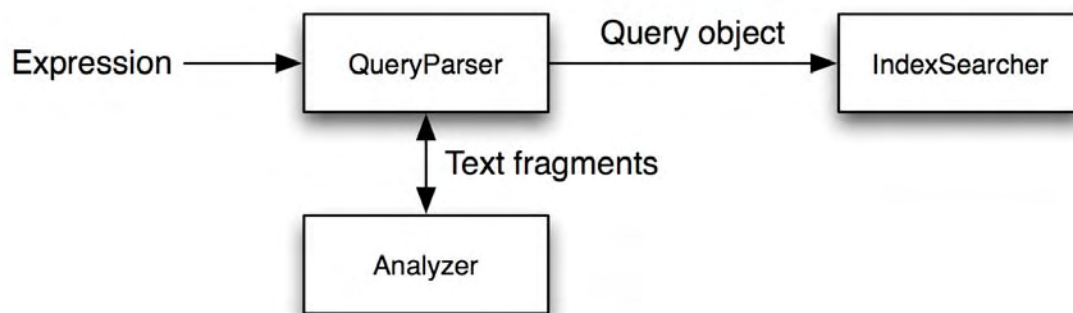 Query object
Expression
QueryParser
IndexSearcher
Text fragments
Analyzer